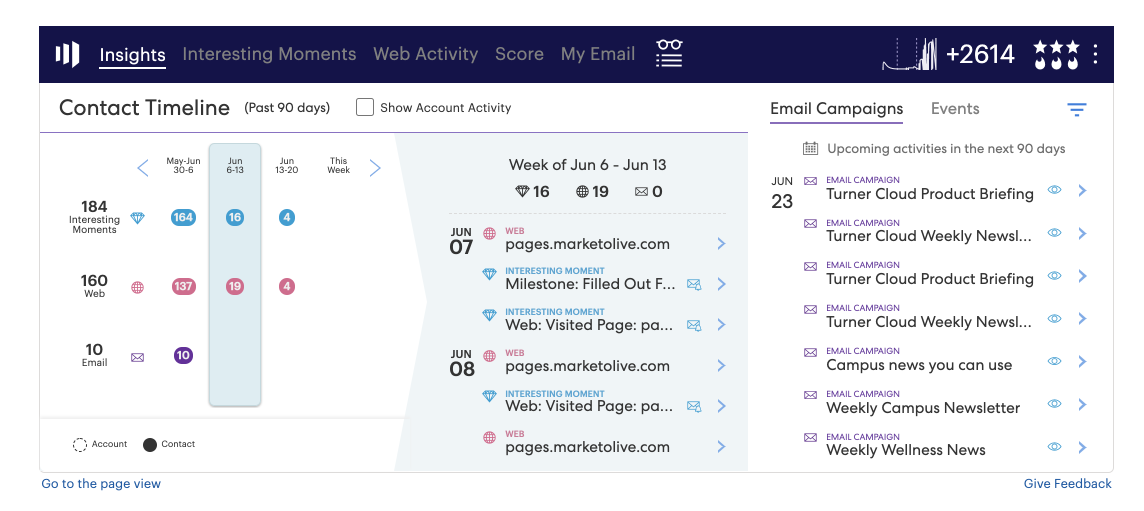 Insights Interesting Moments Web Activity Score My Email +2614
Contact Timeline (Past 90 days) Show Account Activity
May-Jun 30-6
Jun 6-13
Jun 13-20
This Week
184 Interesting Moments 164 16 4
160 Web 137 19 4
10 Email 10
Account Contact
Week of Jun 6 - Jun 13
16 19 0
JUN 07
WEB
pages.marketolive.com
INTERESTING MOMENT
Milestone: Filled Out F...
INTERESTING MOMENT
Web: Visited Page: pa...
JUN 08
WEB
pages.marketolive.com
INTERESTING MOMENT
Web: Visited Page: pa...
WEB
pages.marketolive.com
Email Campaigns Events
Upcoming activities in the next 90 days
JUN 23
EMAIL CAMPAIGN
Turner Cloud Product Briefing
EMAIL CAMPAIGN
Turner Cloud Weekly Newsl...
EMAIL CAMPAIGN
Turner Cloud Product Briefing
EMAIL CAMPAIGN
Turner Cloud Weekly Newsl...
EMAIL CAMPAIGN
Campus news you can use
EMAIL CAMPAIGN
Weekly Campus Newsletter
EMAIL CAMPAIGN
Weekly Wellness News
Go to the page view
Give Feedback